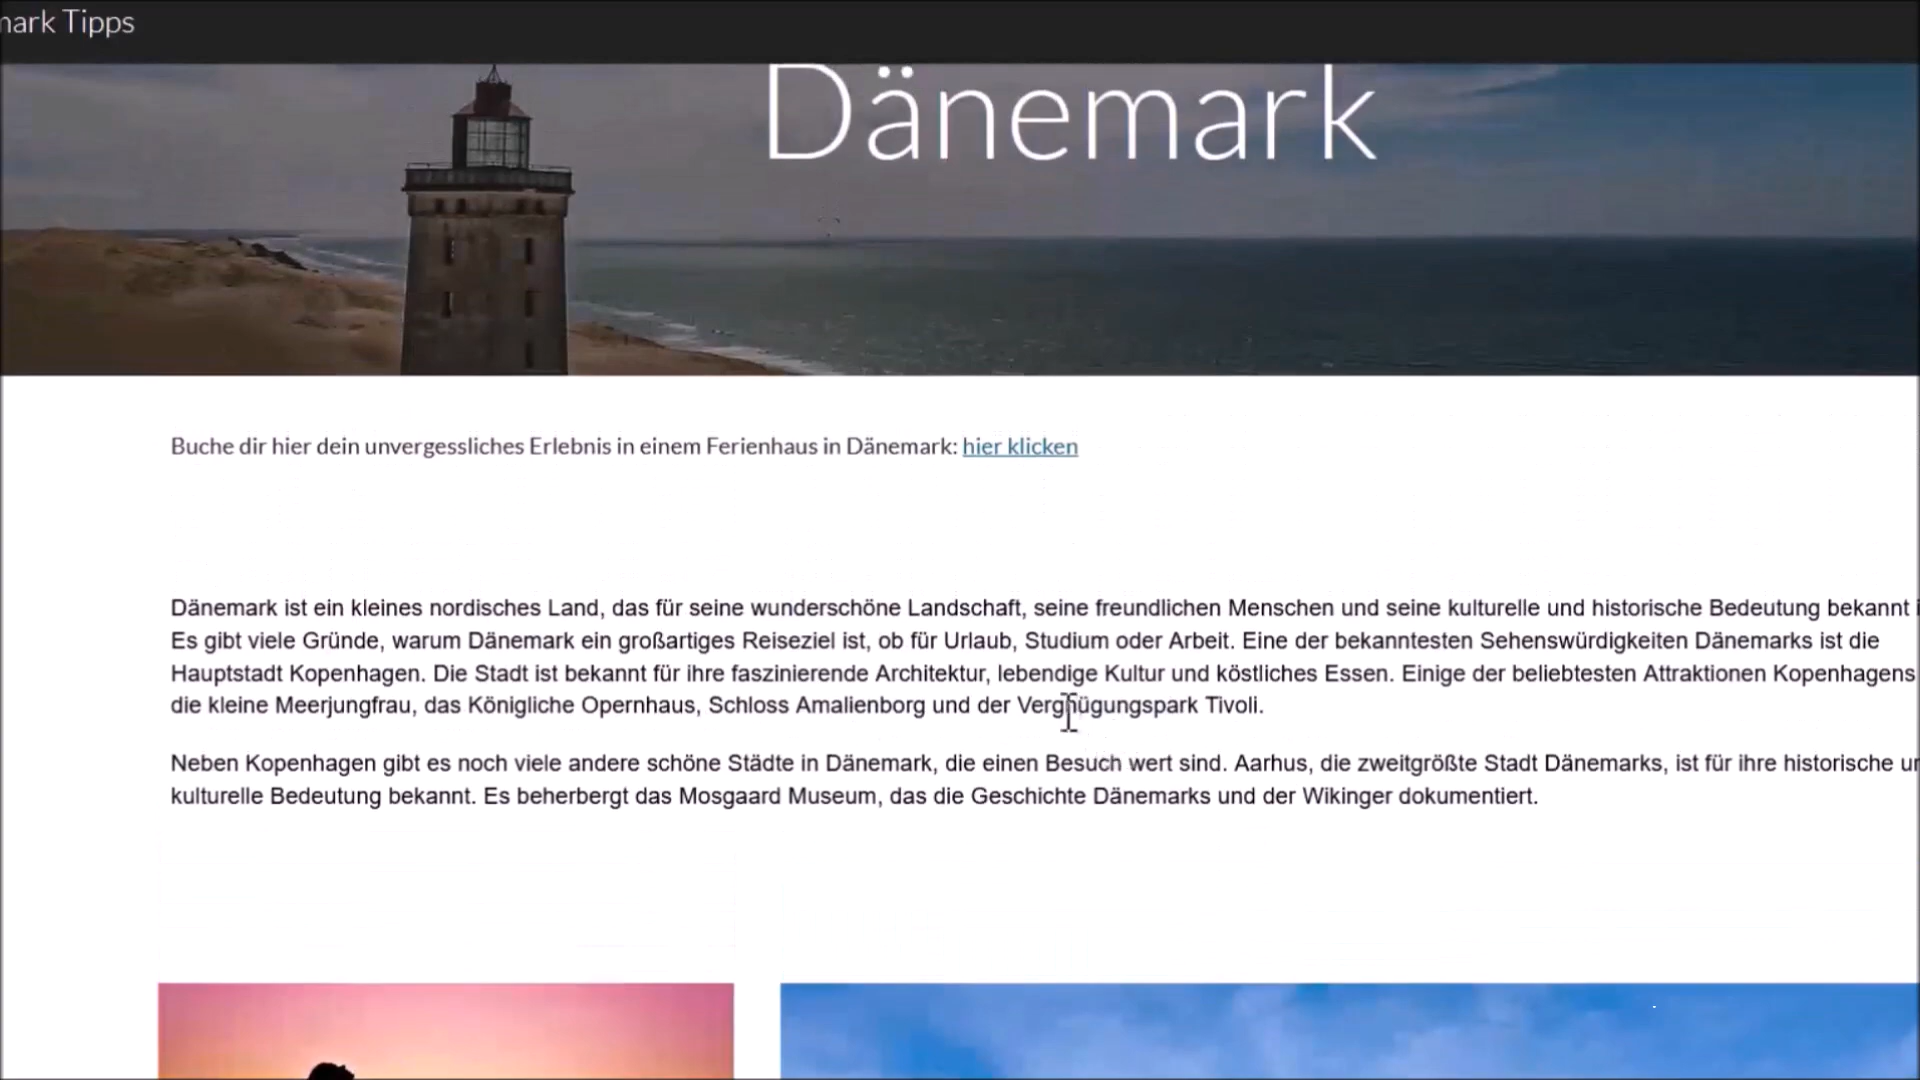 mark Tipps
Dänemark
Buche dir hier dein unvergessliches Erlebnis in einem Ferienhaus in Dänemark: hier klicken
Dänemark ist ein kleines nordisches Land, das für seine wunderschöne Landschaft, seine freundlichen Menschen und seine kulturelle und historische Bedeutung bekannt
Es gibt viele Gründe, warum Dänemark ein großartiges Reiseziel ist, ob für Urlaub, Studium oder Arbeit. Eine der bekanntesten Sehenswürdigkeiten Dänemarks ist die
Hauptstadt Kopenhagen. Die Stadt ist bekannt für ihre faszinierende Architektur, lebendige Kultur und köstliches Essen. Einige der beliebtesten Attraktionen Kopenhagens
die kleine Meerjungfrau, das Königliche Opernhaus, Schloss Amalienborg und der Vergnügungspark Tivoli.
Neben Kopenhagen gibt es noch viele andere schöne Städte in Dänemark, die einen Besuch wert sind. Aarhus, die zweitgrößte Stadt Dänemarks, ist für ihre historische
kulturelle Bedeutung bekannt. Es beherbergt das Mosgaard Museum, das die Geschichte Dänemarks und der Wikinger dokumentiert.